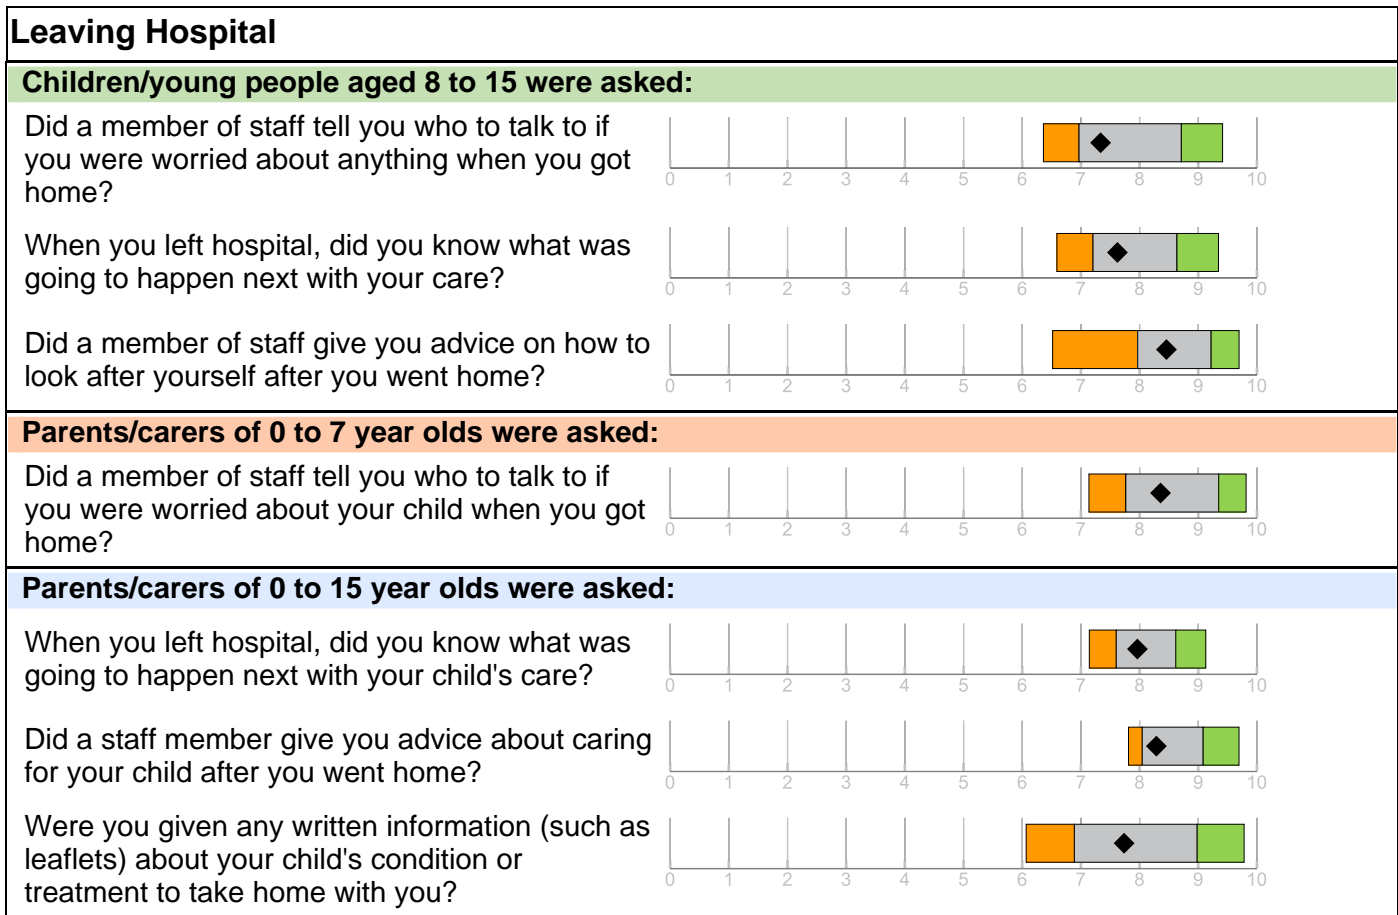 Leaving Hospital
Children/young people aged 8 to 15 were asked:
Did a member of staff tell you who to talk to if
you were worried about anything when you got
home?
0 1 2 3 4 5 6 7 8 9 10
When you left hospital, did you know what was
going to happen next with your care?
0 1 2 3 4 5 6 7 8 9 10
Did a member of staff give you advice on how to
look after yourself after you went home?
0 1 2 3 4 5 6 7 8 9 10
Parents/carers of 0 to 7 year olds were asked:
Did a member of staff tell you who to talk to if
you were worried about your child when you got
home?
0 1 2 3 4 5 6 7 8 9 10
Parents/carers of 0 to 15 year olds were asked:
When you left hospital, did you know what was
going to happen next with your child's care?
0 1 2 3 4 5 6 7 8 9 10
Did a staff member give you advice about caring
for your child after you went home?
0 1 2 3 4 5 6 7 8 9 10
Were you given any written information (such as
leaflets) about your child's condition or
treatment to take home with you?
0 1 2 3 4 5 6 7 8 9 10